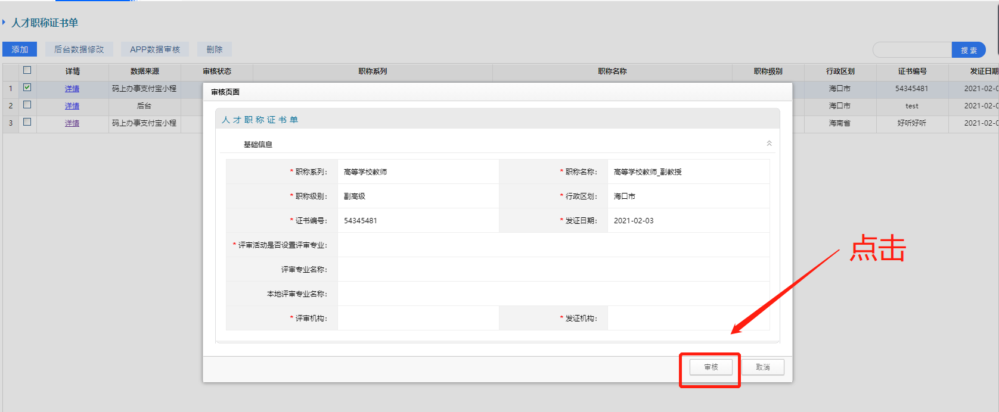 人才职称证书单
添加 后台数据修改 APP数据审核 删除 搜索
详情 数据来源 审核状态 职称系列 职称名称 职称级别 行政区划 证书编号 发证日期
1 详情 码上办事支付宝小程 海口市 54345481 2021-02-0
2 详情 后台 海口市 test 2021-02-0
3 详情 码上办事支付宝小程 海南省 好听好听 2021-02-0
审核页面
人才职称证书单
基础信息
* 职称系列： 高等学校教师 * 职称名称： 高等学校教师_副教授
* 职称级别： 副高级 * 行政区划： 海口市
* 证书编号： 54345481 * 发证日期： 2021-02-03
* 评审活动是否设置评审专业：
评审专业名称：
本地评审专业名称：
* 评审机构： * 发证机构：
点击
审核 取消